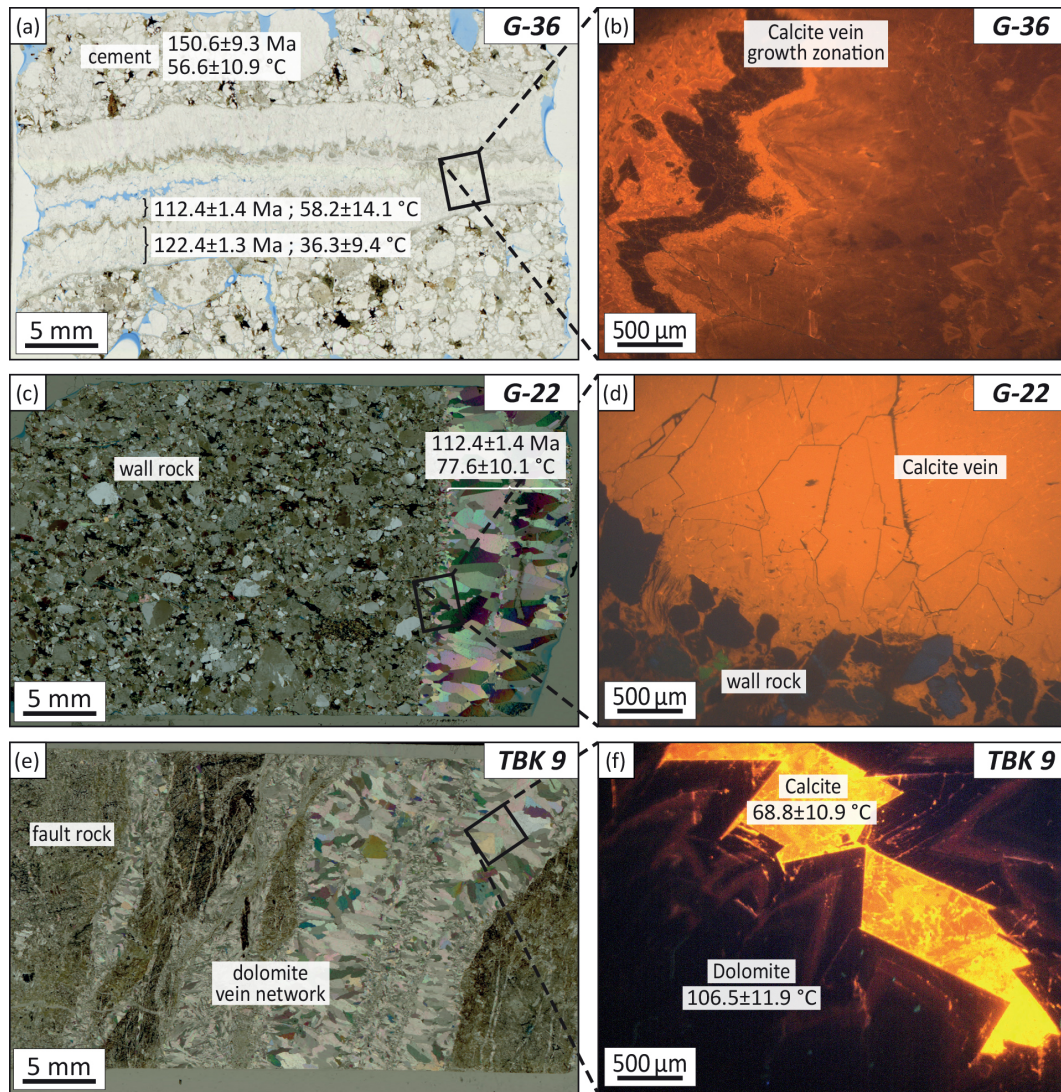 (a)
G-36
cement
150.6±9.3 Ma
56.6±10.9 °C
112.4±1.4 Ma ; 58.2±14.1 °C
122.4±1.3 Ma ; 36.3±9.4 °C
5 mm
(b)
Calcite vein
growth zonation
G-36
500 µm
(c)
G-22
wall rock
112.4±1.4 Ma
77.6±10.1 °C
5 mm
(d)
G-22
Calcite vein
wall rock
500 µm
(e)
TBK 9
fault rock
dolomite
vein network
5 mm
(f)
TBK 9
Calcite
68.8±10.9 °C
Dolomite
106.5±11.9 °C
500 µm